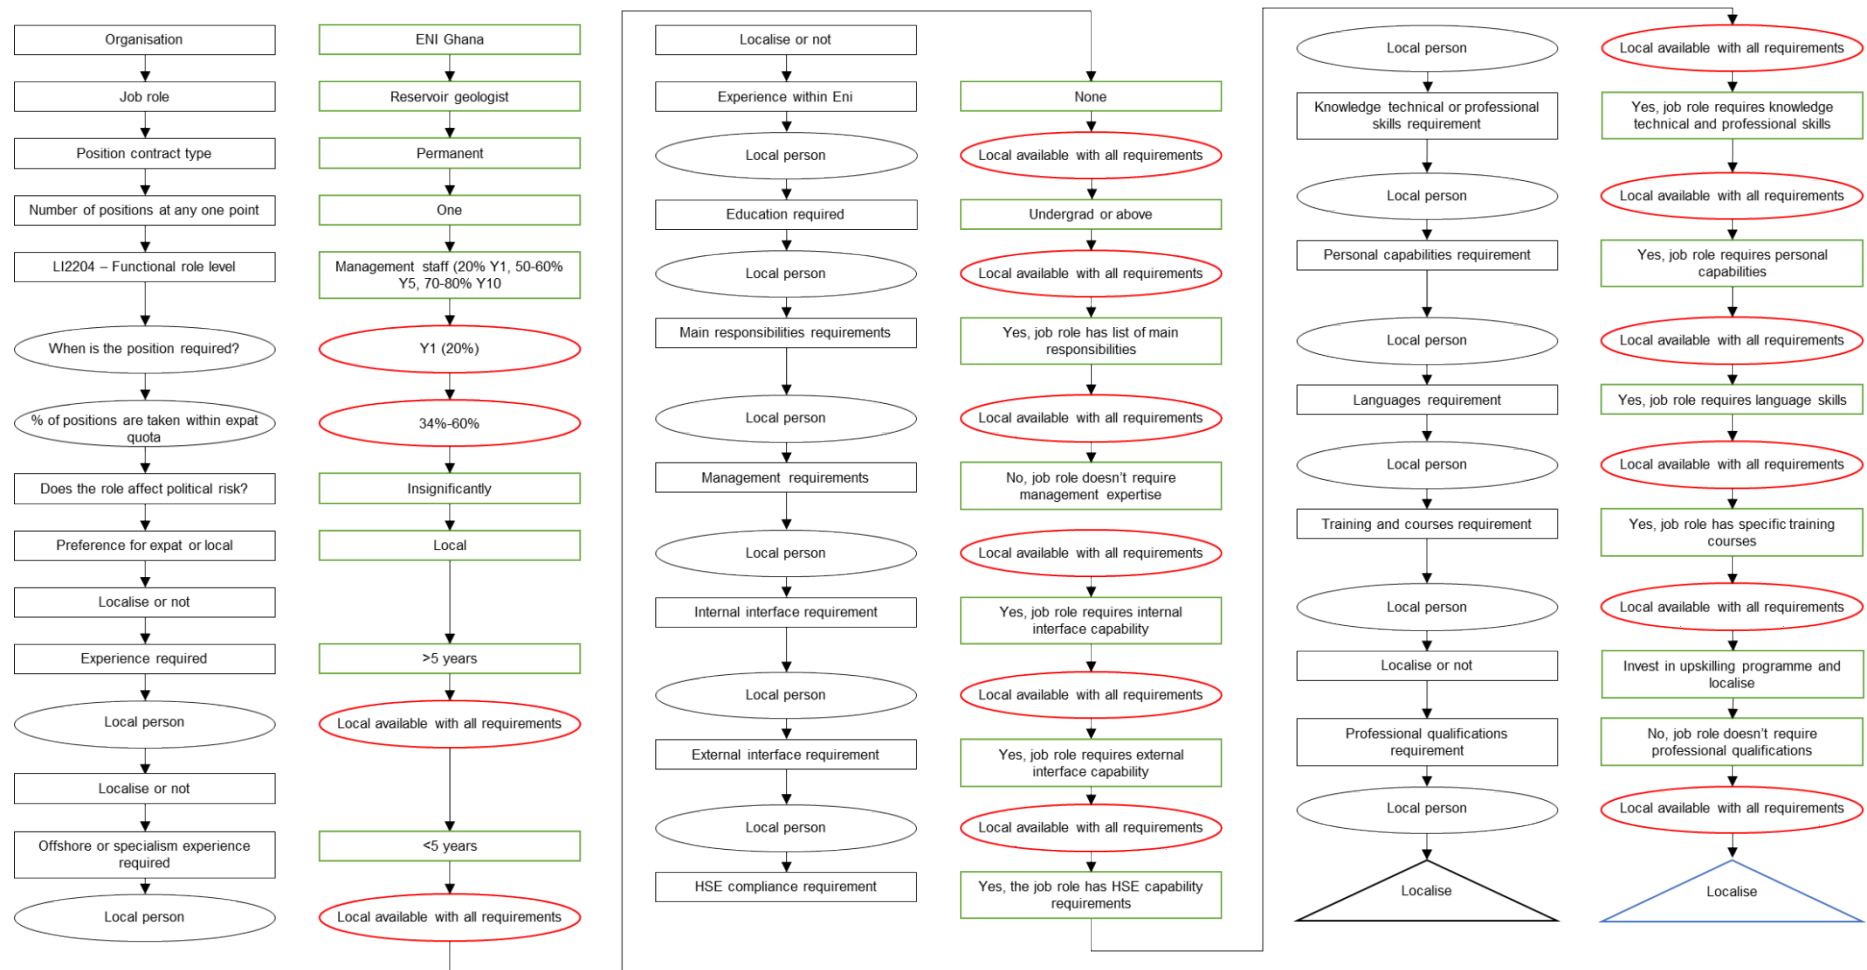 Organisation
Job role
Position contract type
Number of positions at any one point
LI2204 – Functional role level
When is the position required?
% of positions are taken within expat
quota
Does the role affect political risk?
Preference for expat or local
Localise or not
Experience required
Local person
Localise or not
Offshore or specialism experience
required
Local person
ENI Ghana
Reservoir geologist
Permanent
One
Management staff (20% Y1, 50-60%
Y5, 70-80% Y10
Y1 (20%)
34%-60%
Insignificantly
Local
>5 years
Local available with all requirements
<5 years
Local available with all requirements
Localise or not
Experience within Eni
Local person
Education required
Local person
Main responsibilities requirements
Local person
Management requirements
Local person
Internal interface requirement
Local person
External interface requirement
Local person
HSE compliance requirement
None
Local available with all requirements
Undergrad or above
Local available with all requirements
Yes, job role has list of main
responsibilities
Local available with all requirements
No, job role doesn't require
management expertise
Local available with all requirements
Yes, job role requires internal
interface capability
Local available with all requirements
Yes, job role requires external
interface capability
Local available with all requirements
Yes, the job role has HSE capability
requirements
Local person
Knowledge technical or professional
skills requirement
Local person
Personal capabilities requirement
Local person
Languages requirement
Local person
Training and courses requirement
Local person
Localise or not
Professional qualifications
requirement
Local person
Localise
Local available with all requirements
Yes, job role requires knowledge
technical and professional skills
Local available with all requirements
Yes, job role requires personal
capabilities
Local available with all requirements
Yes, job role requires language skills
Local available with all requirements
Yes, job role has specific training
courses
Local available with all requirements
Invest in upskilling programme and
localise
No, job role doesn't require
professional qualifications
Local available with all requirements
Localise